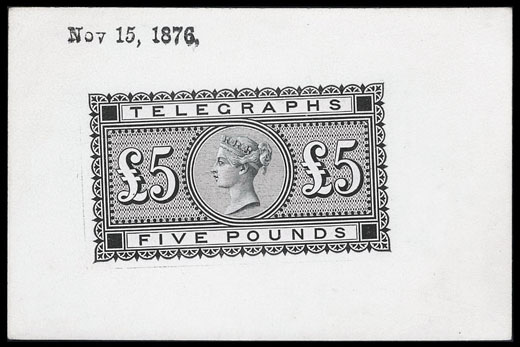 Nov 15, 1876.
TELEGRAPHS
£5 £5
FIVE POUNDS